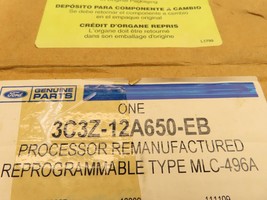 DEPÓSITO PARA COMPONENTE A CAMBIO
Se debe retornar el componente a cambio
en el empaque original
CRÉDIT D'ORGANE REPRIS
L'organe doit être retourné
dans son emballage d'origine
Ford
GENUINE
PARTS
ONE
3C3Z-12A650-EB
PROCESSOR REMANUFACTURED
REPROGRAMMABLE TYPE MLC-496A